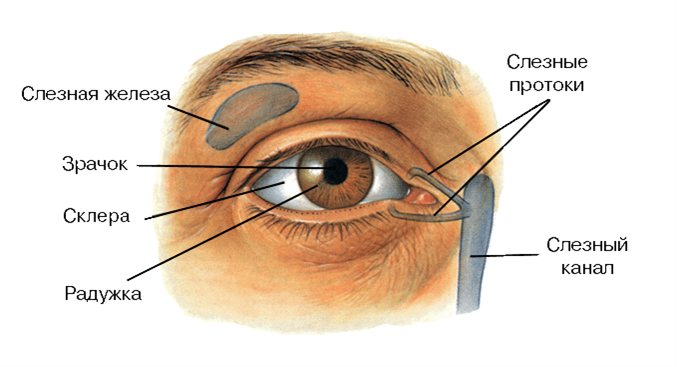 Слезные
протоки
Слезная железа
Зрачок
Склера
Слезный
канал
Радужка